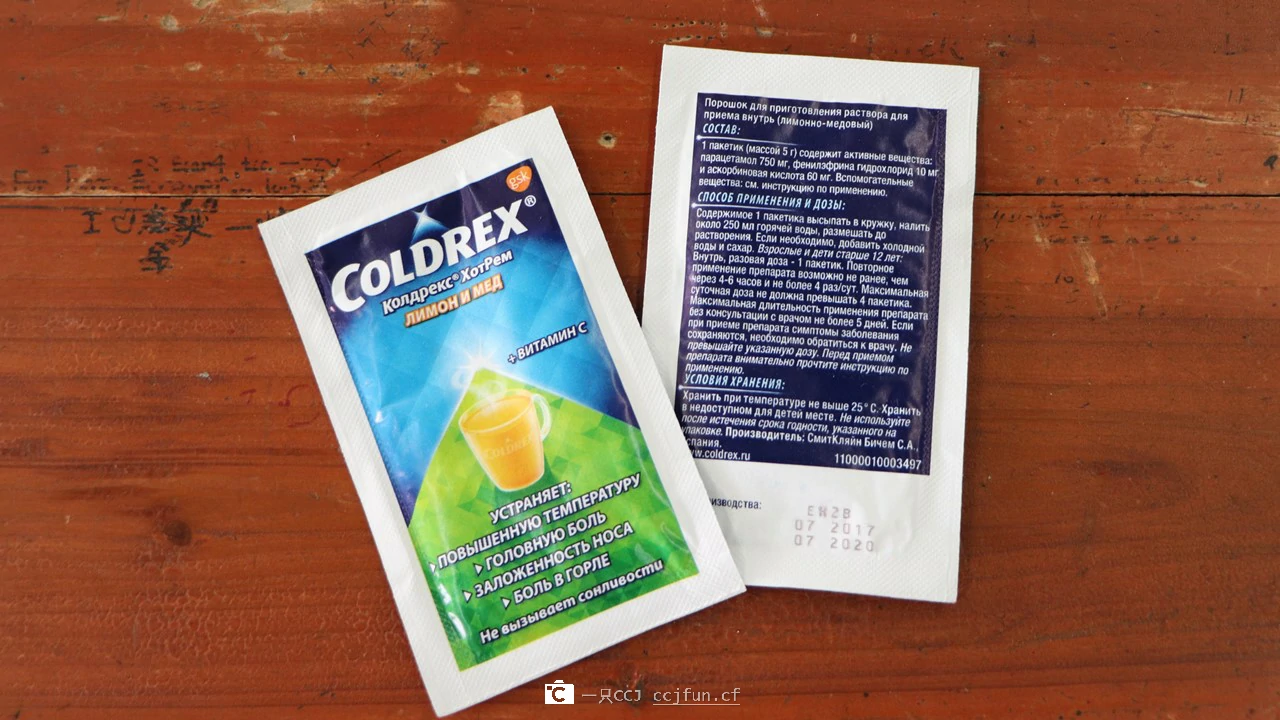 gsk
COLDREX®
Колдрекс® ХотРем
ЛИМОН И МЕД
+ ВИТАМИН С
COLDREX
УСТРАНЯЕТ:
ПОВЫШЕННУЮ ТЕМПЕРАТУРУ
ГОЛОВНУЮ БОЛЬ
ЗАЛОЖЕННОСТЬ НОСА
БОЛЬ В ГОРЛЕ
Не вызывает сонливости
Порошок для приготовления раствора для
приема внутрь (лимонно-медовый)
СОСТАВ:
1 пакетик (массой 5 г) содержит активные вещества:
парацетамол 750 мг, фенилэфрина гидрохлорид 10 мг
и аскорбиновая кислота 60 мг. Вспомогательные
вещества: см. инструкцию по применению.
СПОСОБ ПРИМЕНЕНИЯ И ДОЗЫ:
Содержимое 1 пакетика высыпать в кружку, налить
около 250 мл горячей воды, размешать до
растворения. Если необходимо, добавить холодной
воды и сахар. Взрослые и дети старше 12 лет:
Внутрь, разовая доза - 1 пакетик. Повторное
применение препарата возможно не ранее, чем
через 4-6 часов и не более 4 раз/сут. Максимальная
суточная доза не должна превышать 4 пакетика.
Максимальная длительность применения препарата
без консультации с врачом не более 5 дней. Если
при приеме препарата симптомы заболевания
сохраняются, необходимо обратиться к врачу. Не
превышайте указанную дозу. Перед приемом
препарата внимательно прочтите инструкцию по
применению.
УСЛОВИЯ ХРАНЕНИЯ:
Хранить при температуре не выше 25° С. Хранить
в недоступном для детей месте. Не используйте
после истечения срока годности, указанного на
упаковке. Производитель: СмитКляйн Бичем С.А.,
спания.
ww.coldrex.ru 11000010003497
изводства:
EW2B
07 2017
07 2020
一只CCJ ccjfun.cf